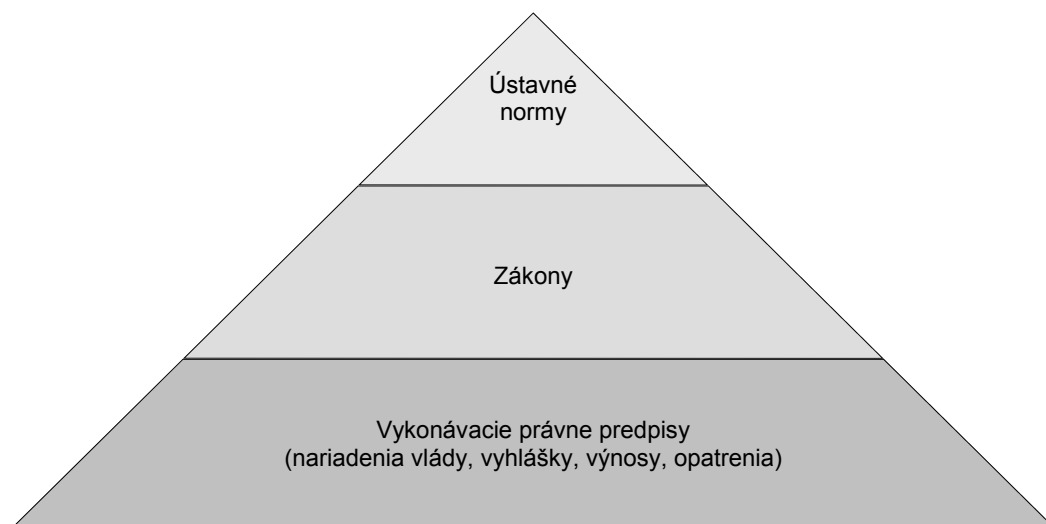 Ústavné
normy
Zákony
Vykonávacie právne predpisy
(nariadenia vlády, vyhlášky, výnosy, opatrenia)